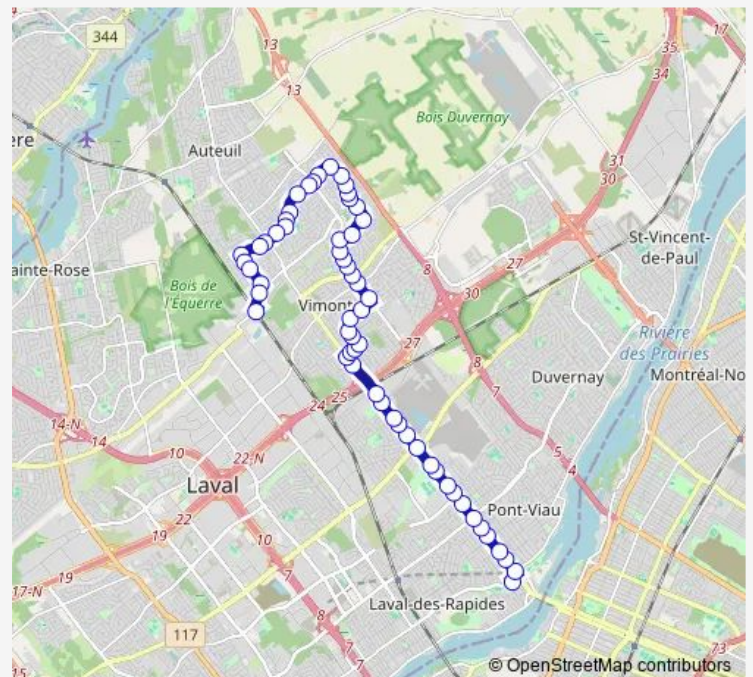 344
13
17
35
34
13
Bois Duvernay
ere
Auteuil
31
30
St-Vincent-
de-Paul
8
27
ainte-Rose
30
Bois de
l'Équerre
Vimont
Rivière
des Prairies
27
8
Duvernay
Montréal-No
25
24
7
14-N
14
10
22-N
5
4
Laval
22
Pont-Viau
19
10
17-N
19
7
Laval-des-Rapides
8
117
7
7
73
© OpenStreetMap contributors